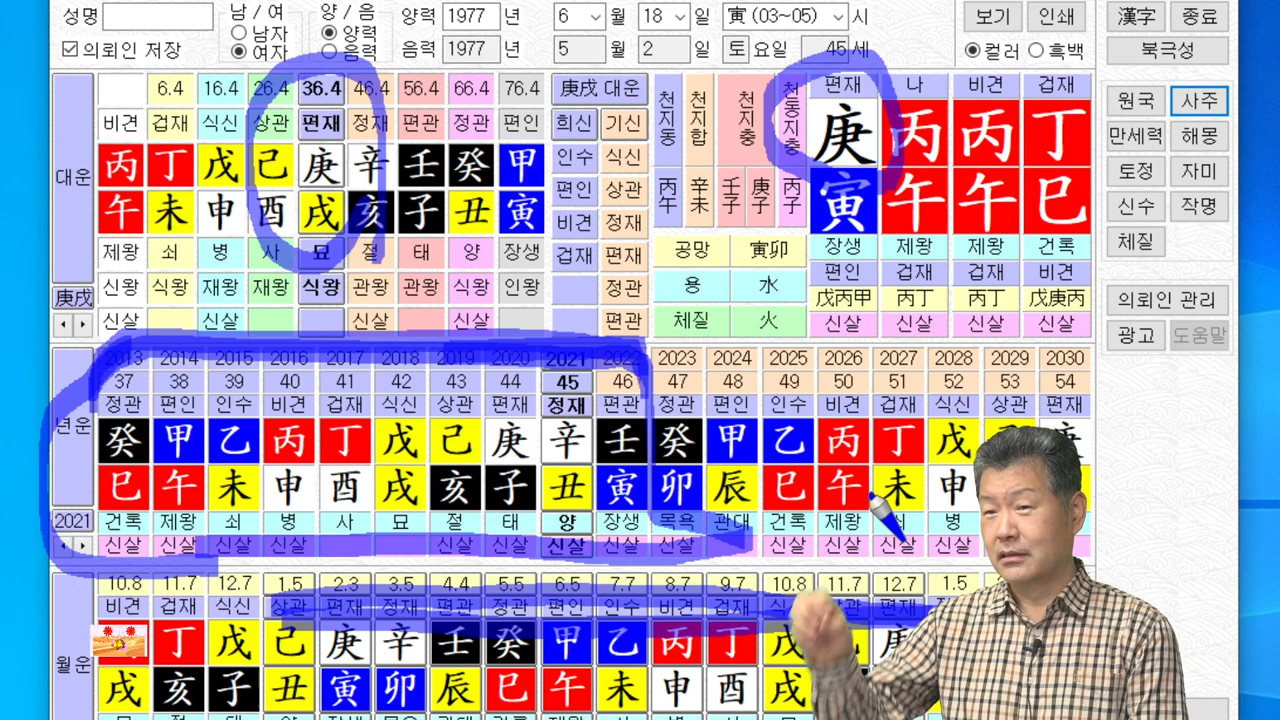 성명 남 / 여 양 / 음 양력 1977 년 6 월 18 일 寅 (03~05) 시 보기 인쇄 漢字 종료
의뢰인 저장 남자 여자 양력 음력 음력 1977 년 5 월 2 일 토 요일 45 세 컬러 흑백 북극성
대운 6.4 16.4 26.4 36.4 46.4 56.4 66.4 76.4 庚戌 대운 천지동 천지합 천지충 천동지충 편재 나 비견 겁재
비견 겁재 식신 상관 편재 정재 편관 정관 편인 희신 기신
丙 丁 戊 己 庚 辛 壬 癸 甲 인수 식신 庚 丙 丙 丁
午 未 申 酉 戌 亥 子 丑 寅 편인 상관 丙午 辛未 壬子 庚子 丙子 寅 午 午 巳
비견 정재
제왕 쇠 병 사 묘 절 태 양 장생 겁재 편재 공망 寅卯 장생 제왕 제왕 건록
신왕 식왕 재왕 재왕 식왕 관왕 관왕 식왕 인왕 정관 용 水 편인 겁재 겁재 비견
庚戌 戊丙甲 丙丁 丙丁 戊庚丙
신살 신살 신살 신살 편관 체질 火 신살 신살 신살 신살
원국 사주
만세력 해몽
토정 자미
신수 작명
체질
의뢰인 관리
광고 도움말
2013 2014 2015 2016 2017 2018 2019 2020 2021 2022 2023 2024 2025 2026 2027 2028 2029 2030
37 38 39 40 41 42 43 44 45 46 47 48 49 50 51 52 53 54
정관 편인 인수 비견 겁재 식신 상관 편재 정재 편관 정관 편인 인수 비견 겁재 식신 상관 편재
년운 癸 甲 乙 丙 丁 戊 己 庚 辛 壬 癸 甲 乙 丙 丁 戊 己 庚
巳 午 未 申 酉 戌 亥 子 丑 寅 卯 辰 巳 午 未 申
2021 건록 제왕 쇠 병 사 묘 절 태 양 장생 목욕 관대 건록 제왕 쇠 병
신살 신살 신살 신살 신살 신살 신살 신살 신살 신살 신살 신살 신살
10.8 11.7 12.7 1.5 2.3 3.5 4.4 5.5 6.5 7.7 8.7 9.7 10.8 11.7 12.7 1.5
비견 겁재 식신 상관 편재 정재 편관 정관 편인 인수 비견 겁재 편재
월운 丁 戊 己 庚 辛 壬 癸 甲 乙 丙 丁 戊
戌 亥 子 丑 寅 卯 辰 巳 午 未 申 酉 戌